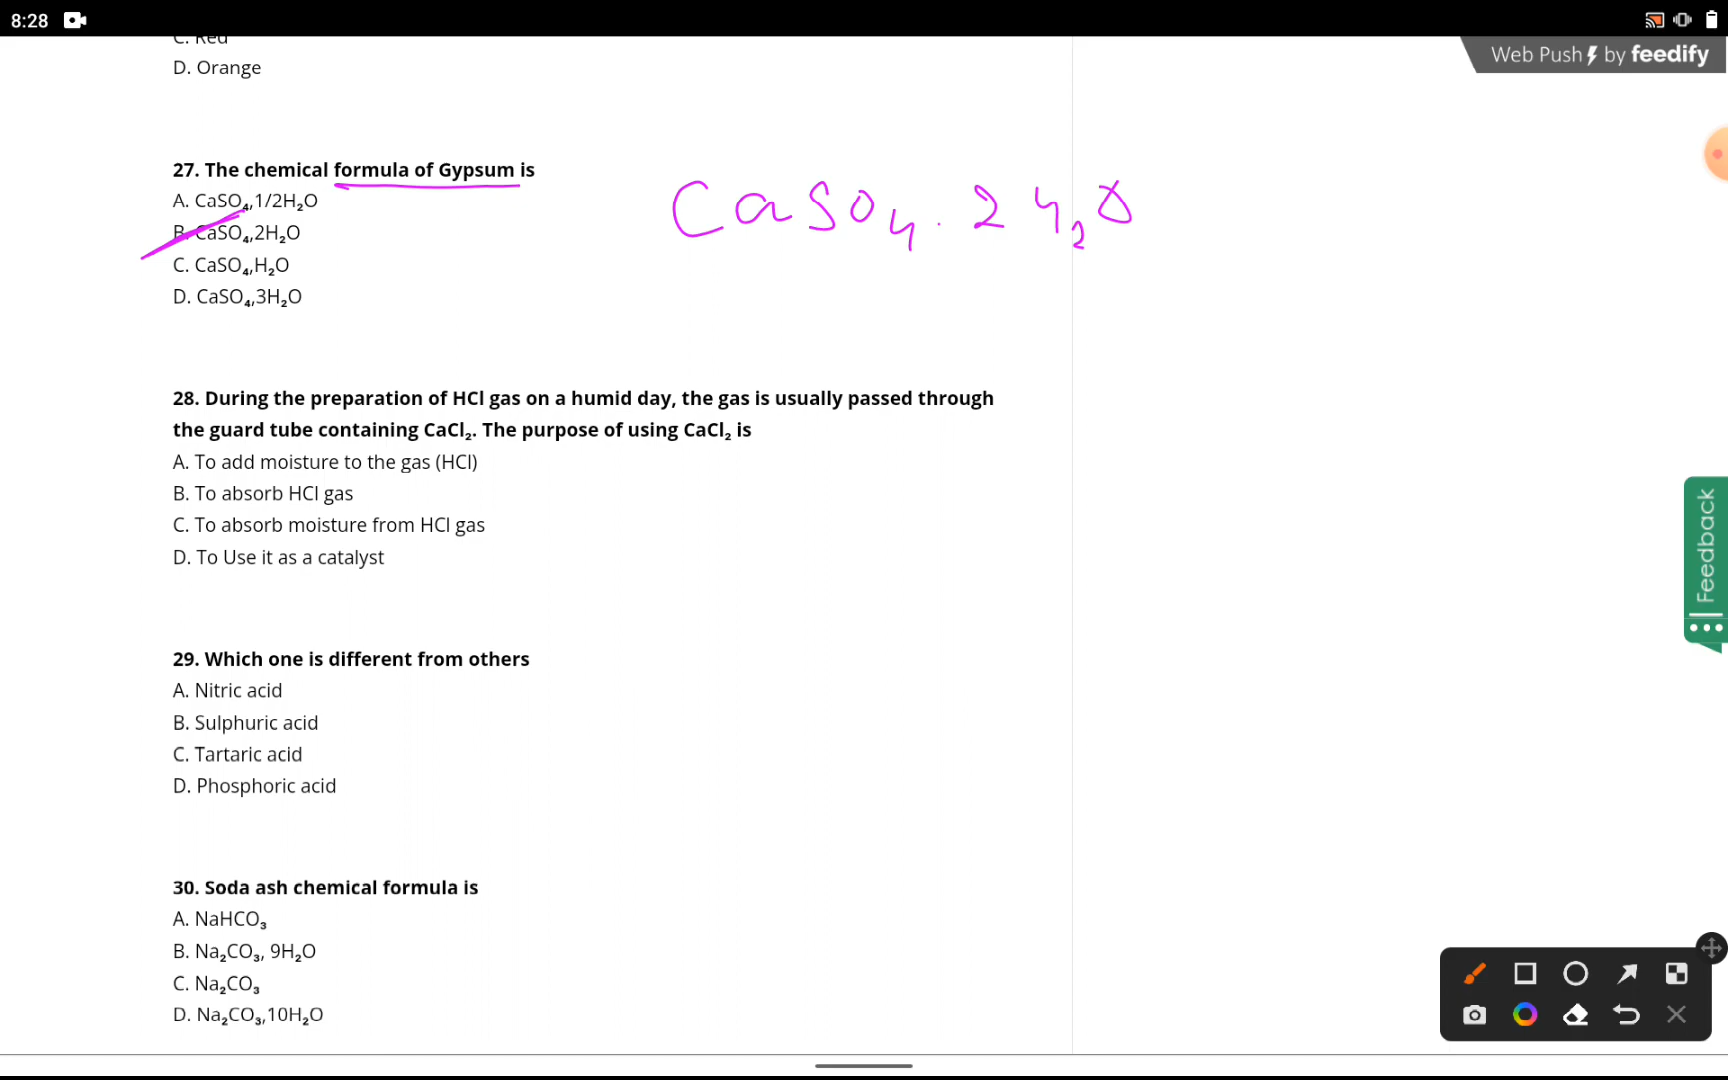 8:28
C. Red
Web Push by feedify
D. Orange
27. The chemical formula of Gypsum is
A. CaSO₄,1/2H₂O
B. CaSO₄,2H₂O
C. CaSO₄,H₂O
D. CaSO₄,3H₂O
CaSO₄.2H₂O
28. During the preparation of HCl gas on a humid day, the gas is usually passed through
the guard tube containing CaCl₂. The purpose of using CaCl₂ is
A. To add moisture to the gas (HCl)
B. To absorb HCl gas
C. To absorb moisture from HCl gas
D. To Use it as a catalyst
Feedback
29. Which one is different from others
A. Nitric acid
B. Sulphuric acid
C. Tartaric acid
D. Phosphoric acid
30. Soda ash chemical formula is
A. NaHCO₃
B. Na₂CO₃, 9H₂O
C. Na₂CO₃
D. Na₂CO₃,10H₂O